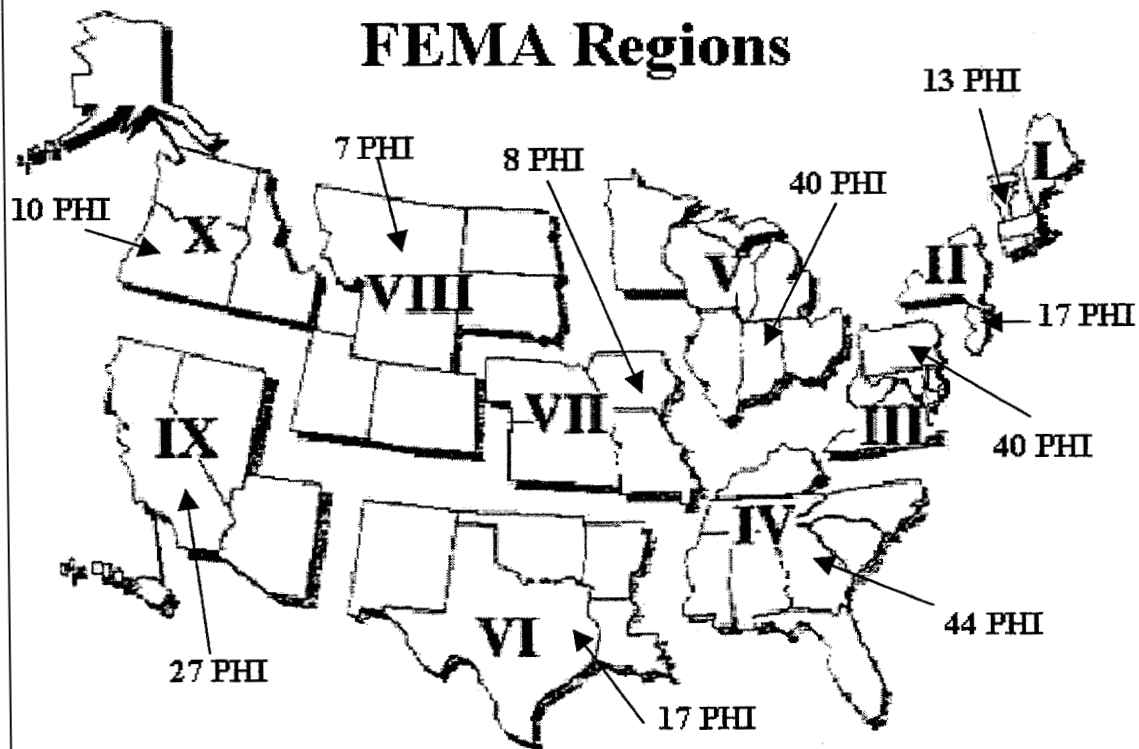 FEMA Regions
13 PHI
7 PHI
8 PHI
40 PHI
I
10 PHI
X
II
V
VIII
17 PHI
VII
III
IX
40 PHI
IV
44 PHI
VI
27 PHI
17 PHI